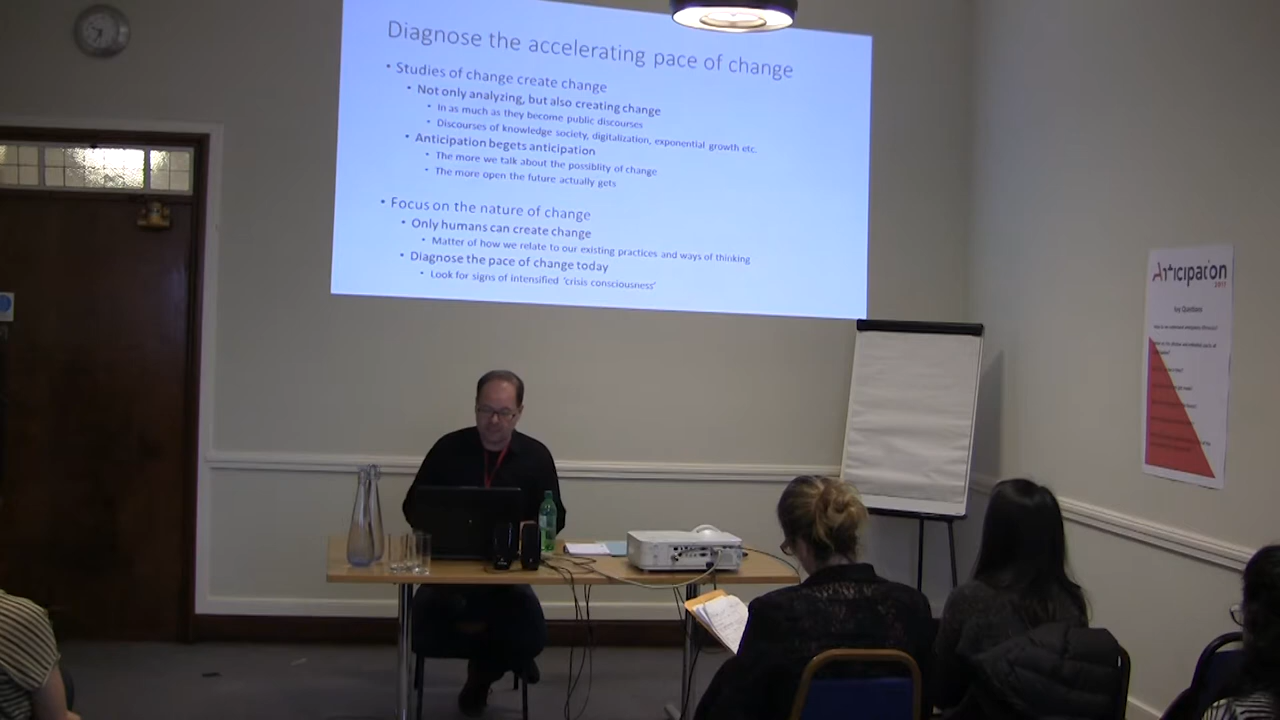 Diagnose the accelerating pace of change
• Studies of change create change
• Not only analyzing, but also creating change
• In as much as they become public discourses
• Discourses of knowledge society, digitalization, exponential growth etc.
• Anticipation begets anticipation
• The more we talk about the possiblity of change
• The more open the future actually gets
• Focus on the nature of change
• Only humans can create change
• Matter of how we relate to our existing practices and ways of thinking
• Diagnose the pace of change today
• Look for signs of intensified 'crisis consciousness'
Anticipation
2017
Key Questions